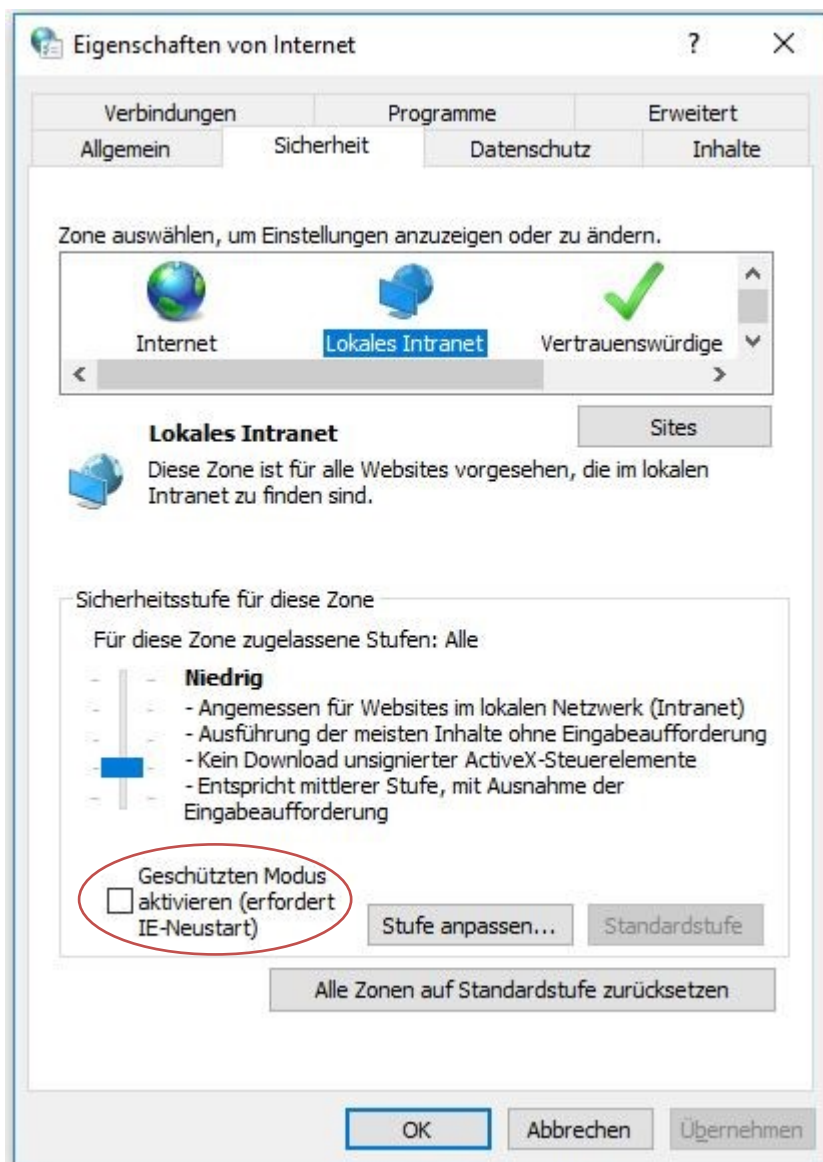 Eigenschaften von Internet
?
Verbindungen
Programme
Erweitert
Allgemein
Sicherheit
Datenschutz
Inhalte
Zone auswählen, um Einstellungen anzuzeigen oder zu ändern.
Internet
Lokales Intranet
Vertrauenswürdige
Lokales Intranet
Sites
Diese Zone ist für alle Websites vorgesehen, die im lokalen
Intranet zu finden sind.
Sicherheitsstufe für diese Zone
Für diese Zone zugelassene Stufen: Alle
Niedrig
- Angemessen für Websites im lokalen Netzwerk (Intranet)
- Ausführung der meisten Inhalte ohne Eingabeaufforderung
- Kein Download unsignierter ActiveX-Steuerelemente
- Entspricht mittlerer Stufe, mit Ausnahme der
Eingabeaufforderung
Geschützten Modus
aktivieren (erfordert
IE-Neustart)
Stufe anpassen...
Standardstufe
Alle Zonen auf Standardstufe zurücksetzen
OK
Abbrechen
Übernehmen